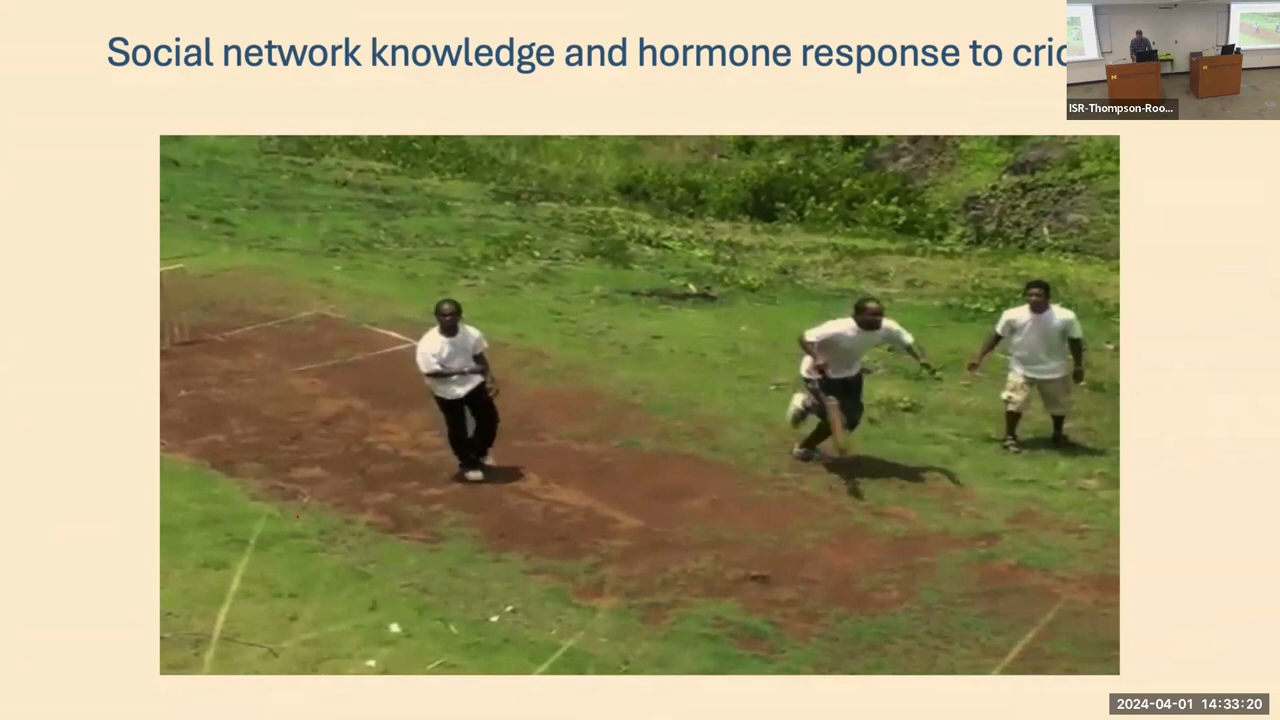 Social network knowledge and hormone response to cric
ISR-Thompson-Roo...
2024-04-01 14:33:20